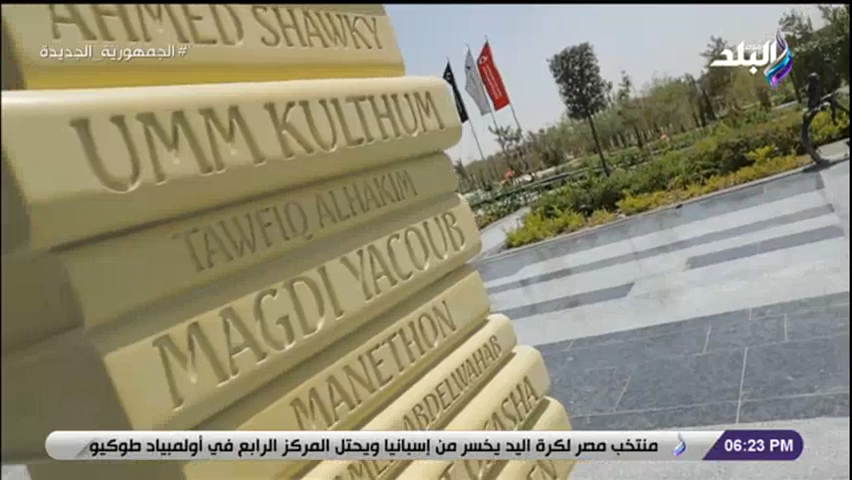 #الجمهورية_الجديدة
صدى
البلد
AHMED SHAWKY
UMM KULTHUM
TAWFIQ ALHAKIM
MAGDI YACOUB
MANETHON
ABDELWAHAB
منتخب مصر لكرة اليد يخسر من إسبانيا ويحتل المركز الرابع في أولمبياد طوكيو
06:23 PM